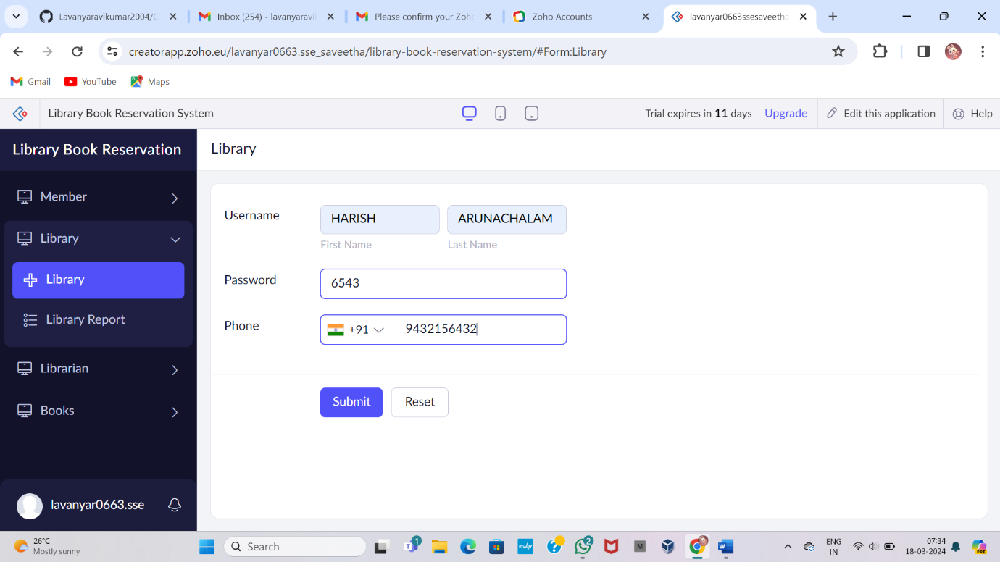 Lavanyaravikumar2004/C
Inbox (254) - lavanyaravi
Please confirm your Zoho
Zoho Accounts
lavanyar0663ssesaveetha
creatorapp.zoho.eu/lavanyar0663.sse_saveetha/library-book-reservation-system/#Form:Library
Gmail
YouTube
Maps
Library Book Reservation System
Trial expires in 11 days
Upgrade
Edit this application
Help
Library Book Reservation
Library
Member
Library
Library
Library Report
Librarian
Books
lavanyar0663.sse
Username
HARISH
ARUNACHALAM
First Name
Last Name
Password
6543
Phone
+91
9432156432
Submit
Reset
26°C
Mostly sunny
Search
1
myhp
2
M
W
ENG
IN
07:34
18-03-2024
PRE